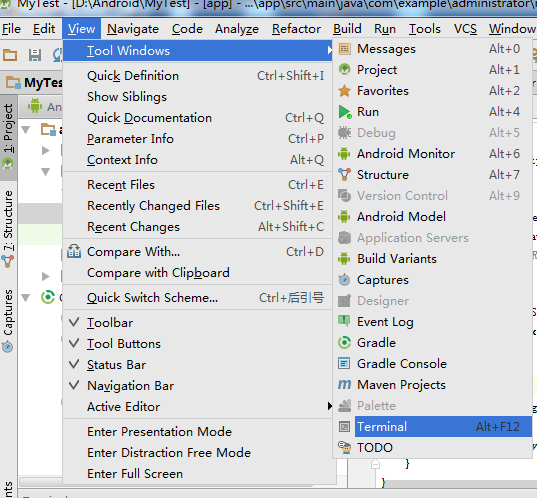 MyTest - [D:\Android\MyTest] - [app] - ...\app\src\main\java\com\example\administrator\
File Edit View Navigate Code Analyze Refactor Build Run Tools VCS Window
MyTes
1: Project
7: Structure
Captures
Tool Windows
Quick Definition Ctrl+Shift+I
Show Siblings
Quick Documentation Ctrl+Q
Parameter Info Ctrl+P
Context Info Alt+Q
Recent Files Ctrl+E
Recently Changed Files Ctrl+Shift+E
Recent Changes Alt+Shift+C
Compare With... Ctrl+D
Compare with Clipboard
Quick Switch Scheme... Ctrl+后引号
Toolbar
Tool Buttons
Status Bar
Navigation Bar
Active Editor
Enter Presentation Mode
Enter Distraction Free Mode
Enter Full Screen
Messages Alt+0
Project Alt+1
Favorites Alt+2
Run Alt+4
Debug Alt+5
Android Monitor Alt+6
Structure Alt+7
Version Control Alt+9
Android Model
Application Servers
Build Variants
Captures
Designer
Event Log
Gradle
Gradle Console
Maven Projects
Palette
Terminal Alt+F12
TODO
}
}